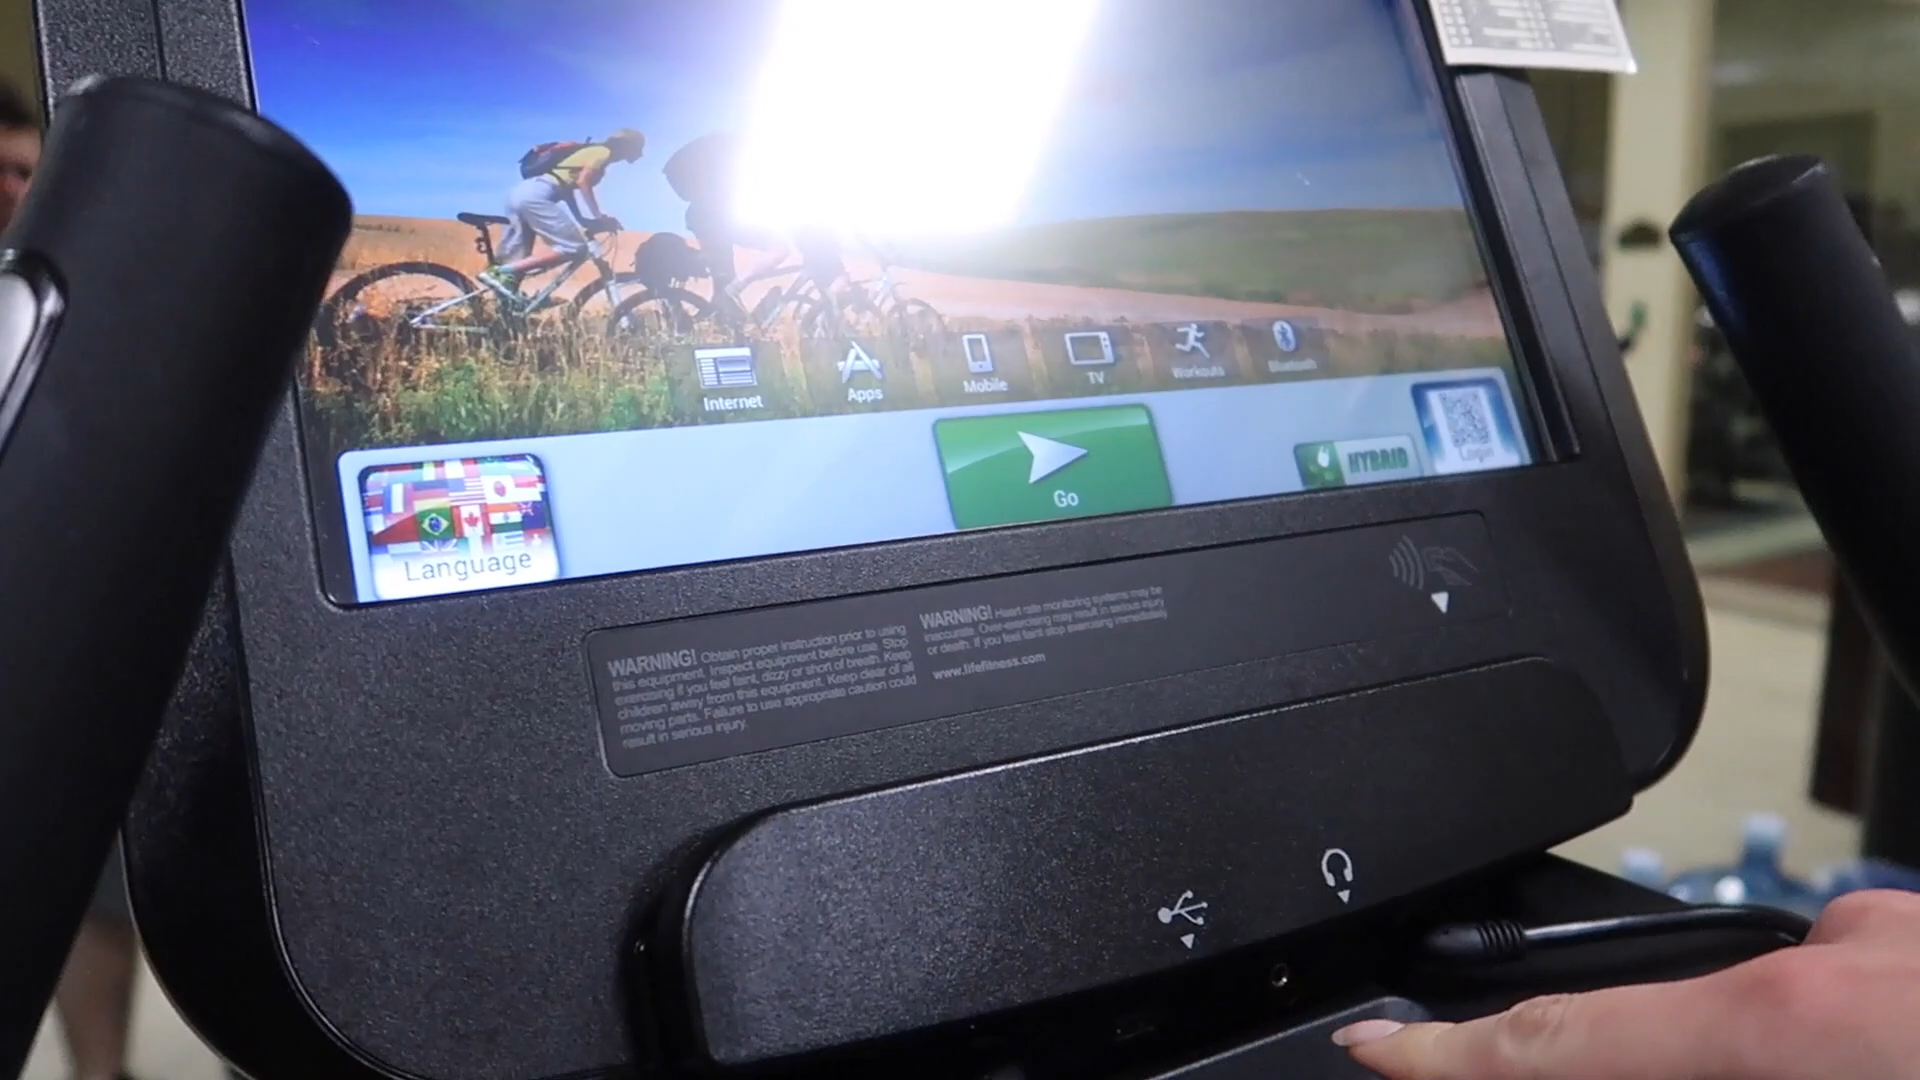 Internet
Apps
Mobile
TV
Workouts
Bluetooth
Go
HYBRID
Login
Language
WARNING! Obtain proper instruction prior to using
this equipment. Inspect equipment before use. Stop
exercising if you feel faint, dizzy or short of breath. Keep
children away from this equipment. Keep clear of all
moving parts. Failure to use appropriate caution could
result in serious injury.
WARNING! Heart rate monitoring systems may be
inaccurate. Over-exercising may result in serious injury
or death. If you feel faint stop exercising immediately
www.lifefitness.com